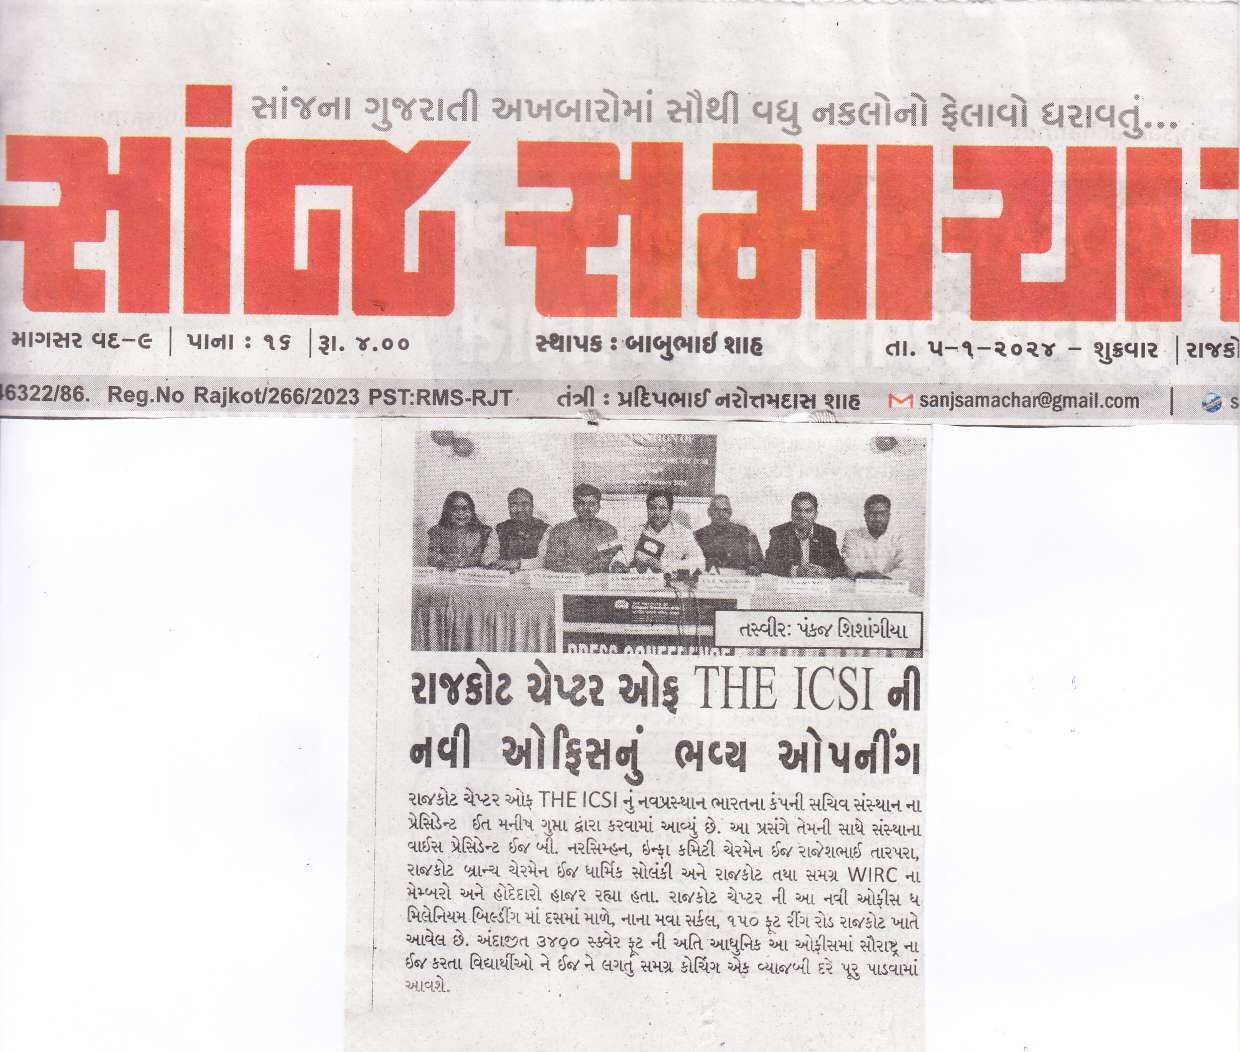 સાંજના ગુજરાતી અખબારોમાં સૌથી વધુ નકલોનો ફેલાવો ધરાવતું...
સાંજ સમાચાર
માગસર વદ-૯ | પાના : ૧૬ | રૂા. ૪.૦૦ સ્થાપક : બાબુભાઈ શાહ તા. ૫-૧-૨૦૨૪ - શુક્રવાર | રાજકો
46322/86. Reg.No Rajkot/266/2023 PST:RMS-RJT તંત્રી : પ્રદિપભાઈ નરોત્તમદાસ શાહ sanjsamachar@gmail.com | s
PRESS CONFERENCE
તસ્વીર: પંકજ શિશાંગીયા
રાજકોટ ચેપ્ટર ઓફ THE ICSI ની
નવી ઓફિસનું ભવ્ય ઓપનીંગ
રાજકોટ ચેપ્ટર ઓફ THE ICSI નું નવપ્રસ્થાન ભારતના કંપની સચિવ સંસ્થાન ના
પ્રેસિડેન્ટ ઈત મનીષ ગુપ્તા દ્વારા કરવામાં આવ્યું છે. આ પ્રસંગે તેમની સાથે સંસ્થાના
વાઈસ પ્રેસિડેન્ટ ઈજ બી. નરસિમ્હન, ઇન્ફ્રા કમિટી ચેરમેન ઈજ રાજેશભાઈ તારપરા,
રાજકોટ બ્રાન્ચ ચેરમેન ઈજ ધાર્મિક સોલંકી અને રાજકોટ તથા સમગ્ર WIRC ના
મેમ્બરો અને હોદેદારો હાજર રહ્યા હતા. રાજકોટ ચેપ્ટર ની આ નવી ઓફીસ ધ
મિલેનિયમ બિલ્ડીંગ માં દસમાં માળે, નાના મવા સર્કલ, ૧૫૦ ફૂટ રીંગ રોડ રાજકોટ ખાતે
આવેલ છે. અંદાજીત ૩૪૦૦ સ્ક્વેર ફૂટ ની અતિ આધુનિક આ ઓફીસમાં સૌરાષ્ટ્ર ના
ઈજ કરતા વિદ્યાર્થીઓ ને ઈજ ને લગતું સમગ્ર કોચિંગ એક વ્યાજબી દરે પૂરુ પાડવામાં
આવશે.